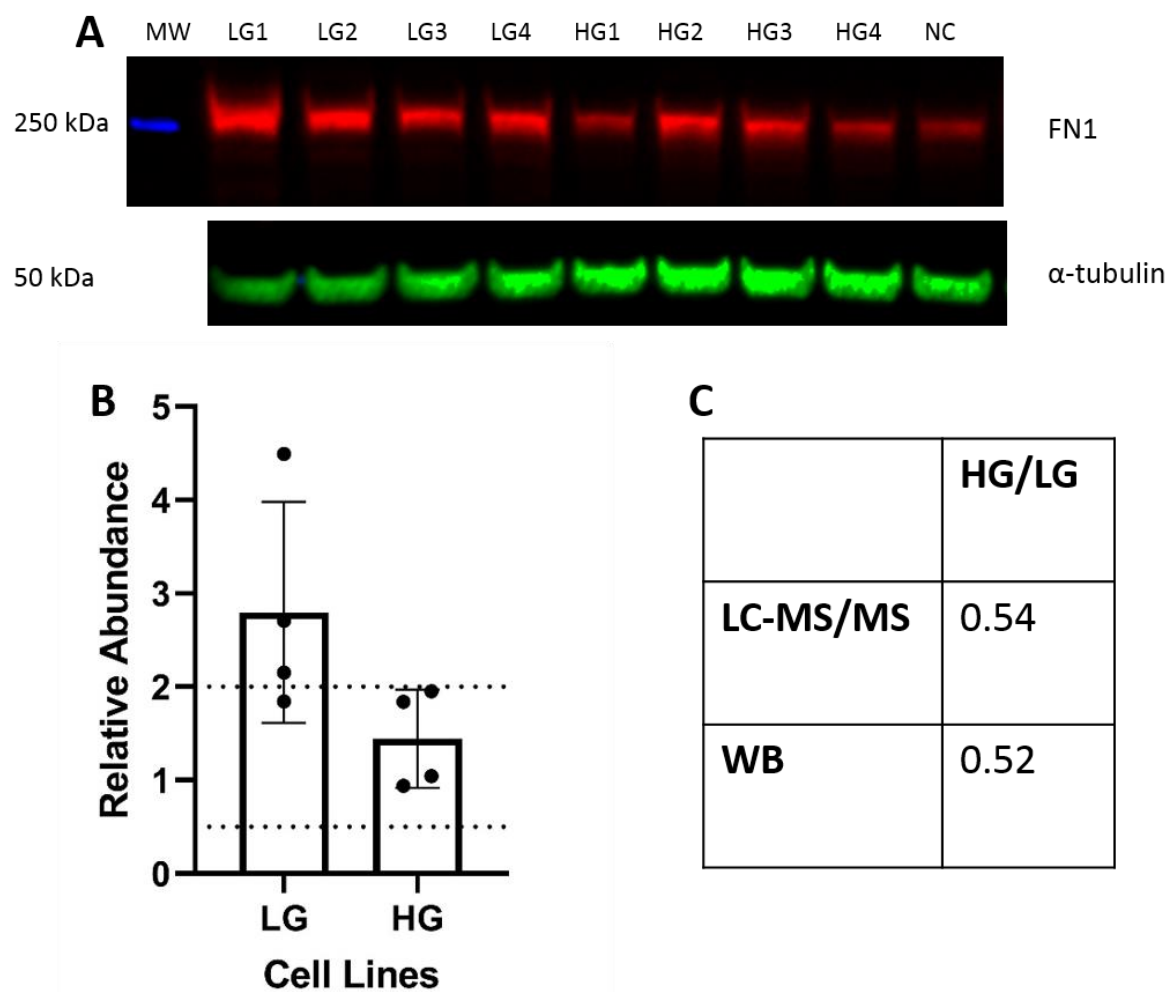 A
MW LG1 LG2 LG3 LG4 HG1 HG2 HG3 HG4 NC
250 kDa
FN1
50 kDa
α-tubulin
B
5
4
3
2
1
0
Relative Abundance
LG HG
Cell Lines
C
HG/LG
LC-MS/MS 0.54
WB 0.52